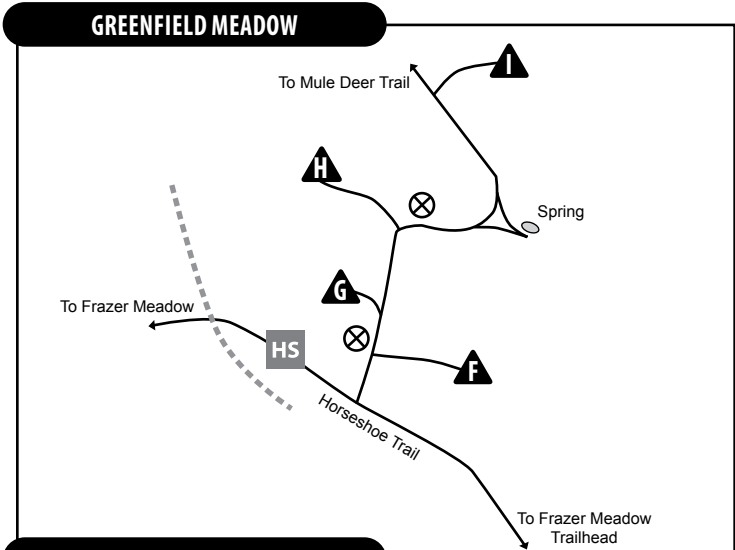 GREENFIELD MEADOW
To Mule Deer Trail
I
H
Spring
G
To Frazer Meadow
HS
F
Horseshoe Trail
To Frazer Meadow
Trailhead